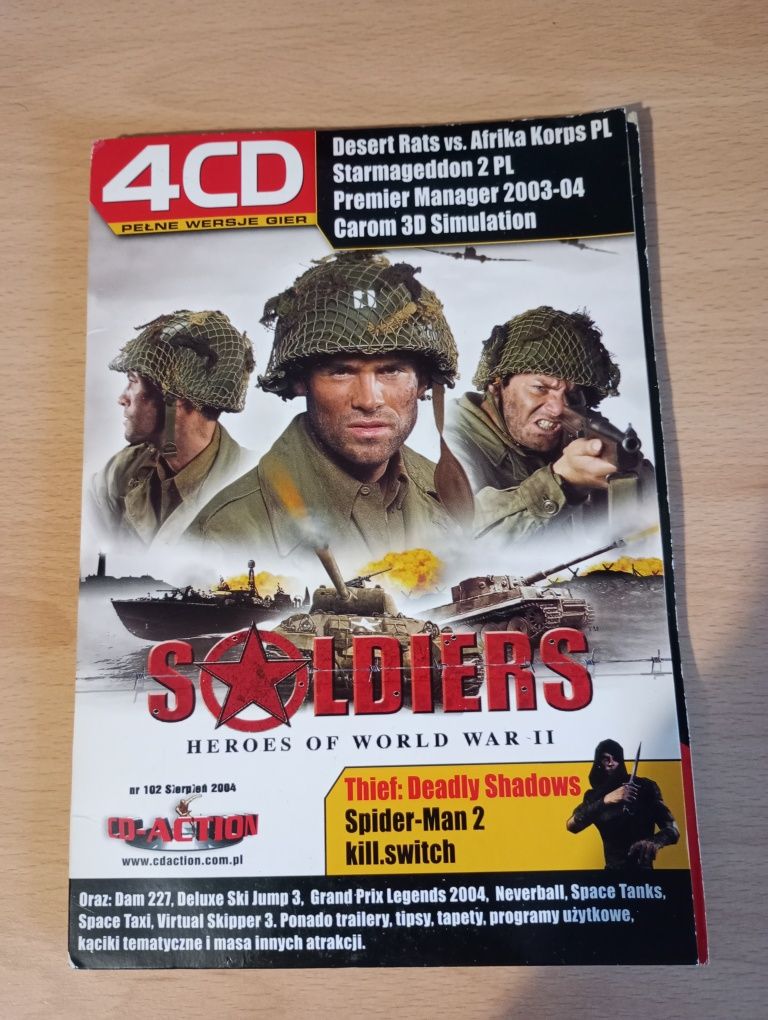 4CD
PEŁNE WERSJE GIER
Desert Rats vs. Afrika Korps PL
Starmageddon 2 PL
Premier Manager 2003-04
Carom 3D Simulation
SOLDIERS
HEROES OF WORLD WAR II
nr 102 Sierpień 2004
CD-ACTION
www.cdaction.com.pl
Thief: Deadly Shadows
Spider-Man 2
kill.switch
Oraz: Dam 227, Deluxe Ski Jump 3, Grand Prix Legends 2004, Neverball, Space Tanks,
Space Taxi, Virtual Skipper 3. Ponado trailery, tipsy, tapety, programy użytkowe,
kąciki tematyczne i masa innych atrakcji.